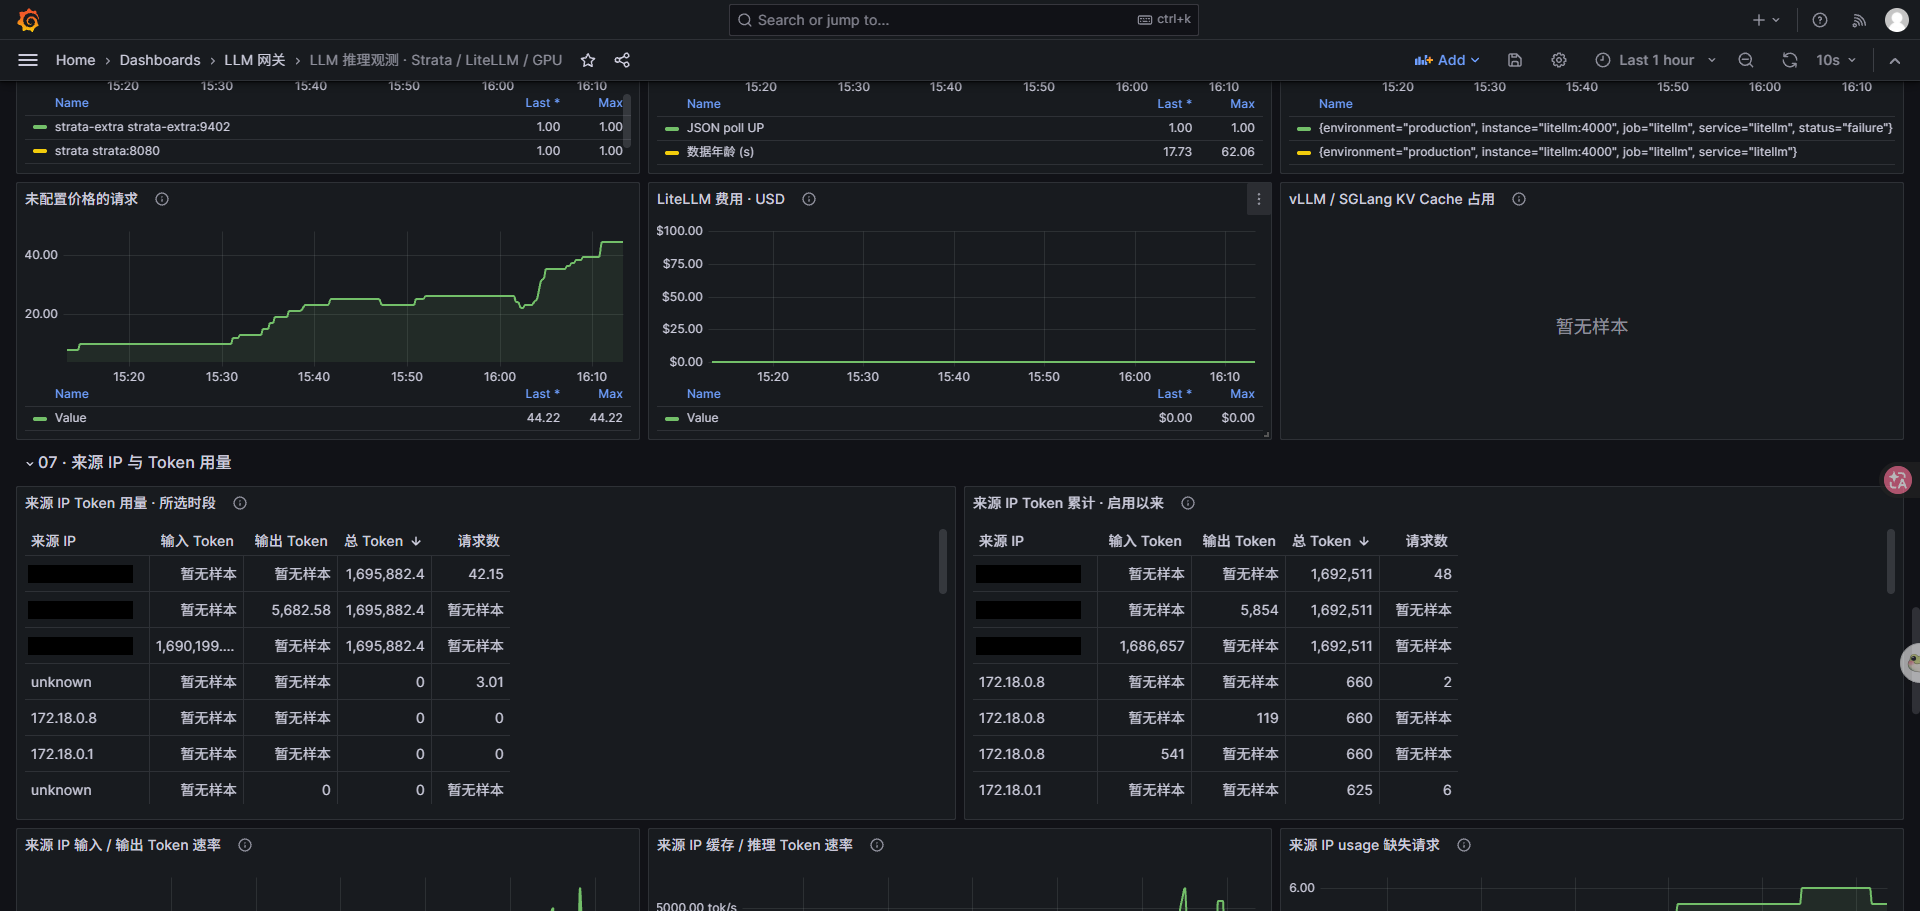 Search or jump to...
ctrl+k
Home › Dashboards › LLM 网关 › LLM 推理观测 · Strata / LiteLLM / GPU
Add
Last 1 hour
10s
15:20 15:30 15:40 15:50 16:00 16:10
Name Last * Max
strata-extra strata-extra:9402 1.00 1.00
strata strata:8080 1.00 1.00
15:20 15:30 15:40 15:50 16:00 16:10
Name Last * Max
JSON poll UP 1.00 1.00
数据年龄 (s) 17.73 62.06
15:20 15:30 15:40 15:50 16:00 16:10
Name
{environment="production", instance="litellm:4000", job="litellm", service="litellm", status="failure"}
{environment="production", instance="litellm:4000", job="litellm", service="litellm"}
未配置价格的请求
40.00
20.00
15:20 15:30 15:40 15:50 16:00 16:10
Name Last * Max
Value 44.22 44.22
LiteLLM 费用 · USD
$100.00
$75.00
$50.00
$25.00
$0.00
15:20 15:30 15:40 15:50 16:00 16:10
Name Last * Max
Value $0.00 $0.00
vLLM / SGLang KV Cache 占用
暂无样本
07 · 来源 IP 与 Token 用量
来源 IP Token 用量 · 所选时段
来源 IP 输入 Token 输出 Token 总 Token 请求数
暂无样本 暂无样本 1,695,882.4 42.15
暂无样本 5,682.58 1,695,882.4 暂无样本
1,690,199.... 暂无样本 1,695,882.4 暂无样本
unknown 暂无样本 暂无样本 0 3.01
172.18.0.8 暂无样本 暂无样本 0 0
172.18.0.1 暂无样本 暂无样本 0 0
unknown 暂无样本 0 0 暂无样本
来源 IP Token 累计 · 启用以来
来源 IP 输入 Token 输出 Token 总 Token 请求数
暂无样本 暂无样本 1,692,511 48
暂无样本 5,854 1,692,511 暂无样本
1,686,657 暂无样本 1,692,511 暂无样本
172.18.0.8 暂无样本 暂无样本 660 2
172.18.0.8 暂无样本 119 660 暂无样本
172.18.0.8 541 暂无样本 660 暂无样本
172.18.0.1 暂无样本 暂无样本 625 6
来源 IP 输入 / 输出 Token 速率
来源 IP 缓存 / 推理 Token 速率
5000.00 tok/s
来源 IP usage 缺失请求
6.00